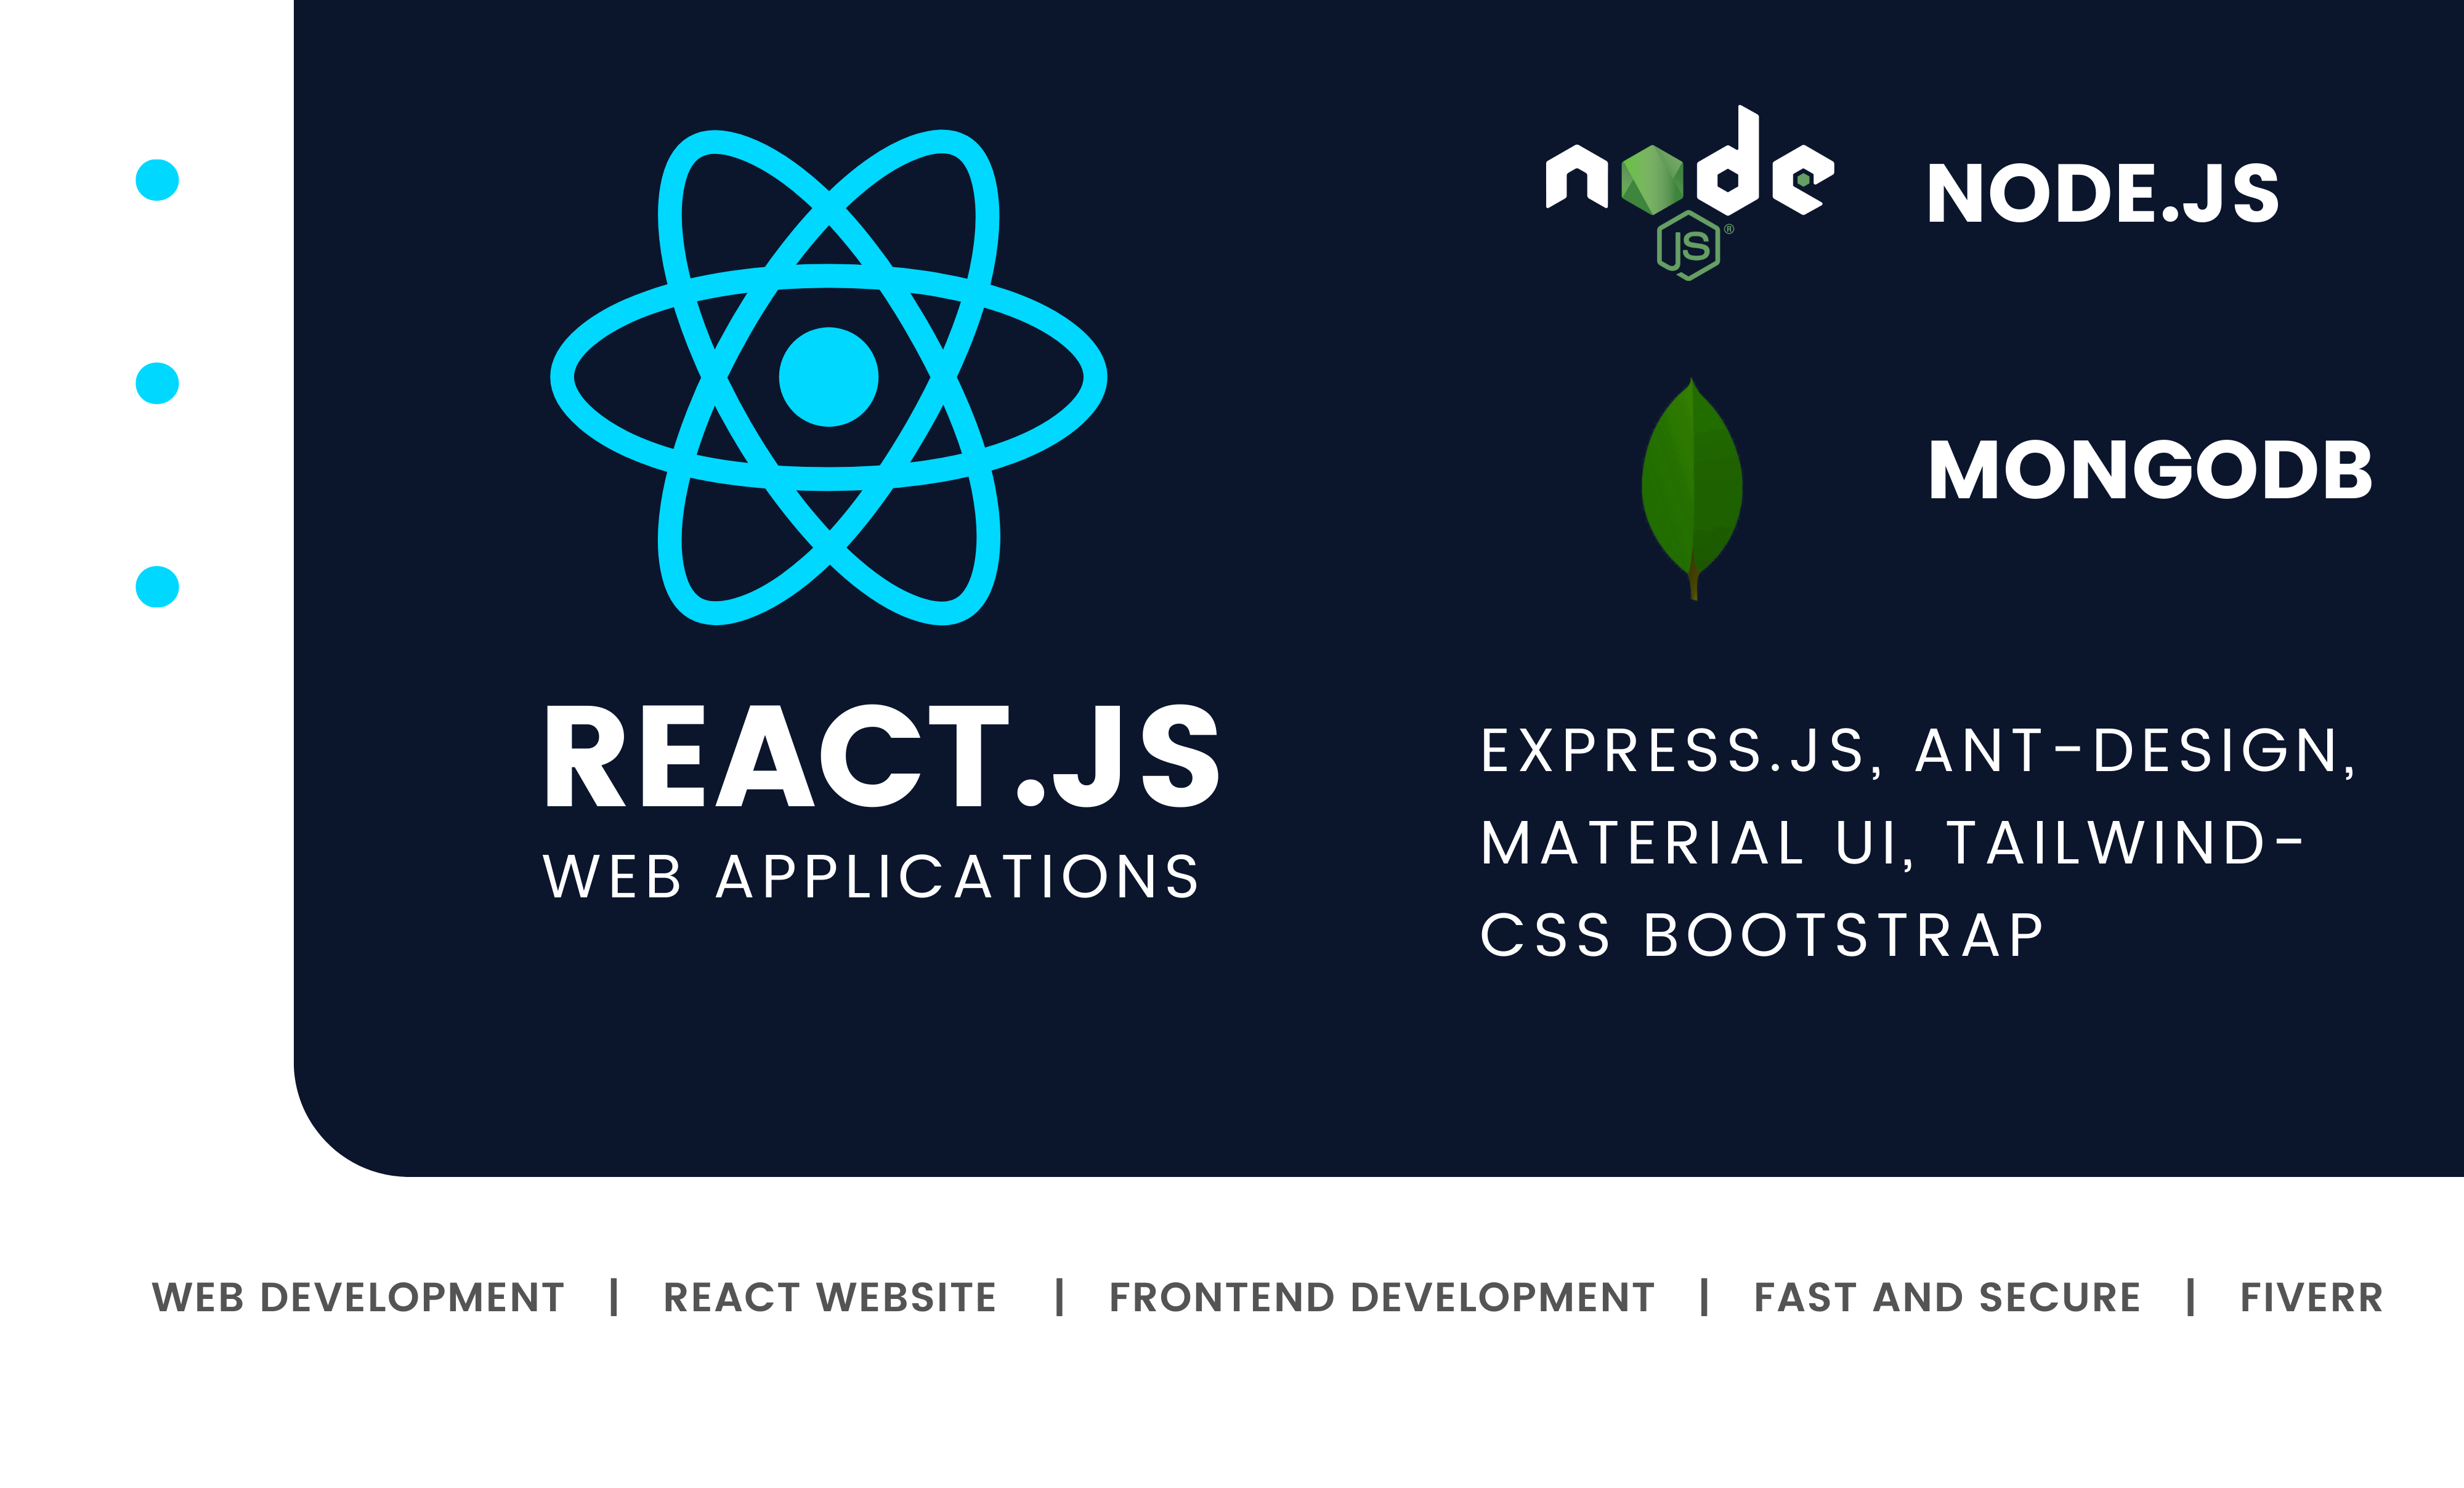 node
JS ®
NODE.JS
MONGODB
REACT.JS
WEB APPLICATIONS
EXPRESS.JS, ANT-DESIGN,
MATERIAL UI, TAILWIND-
CSS BOOTSTRAP
WEB DEVELOPMENT | REACT WEBSITE | FRONTEND DEVELOPMENT | FAST AND SECURE | FIVERR